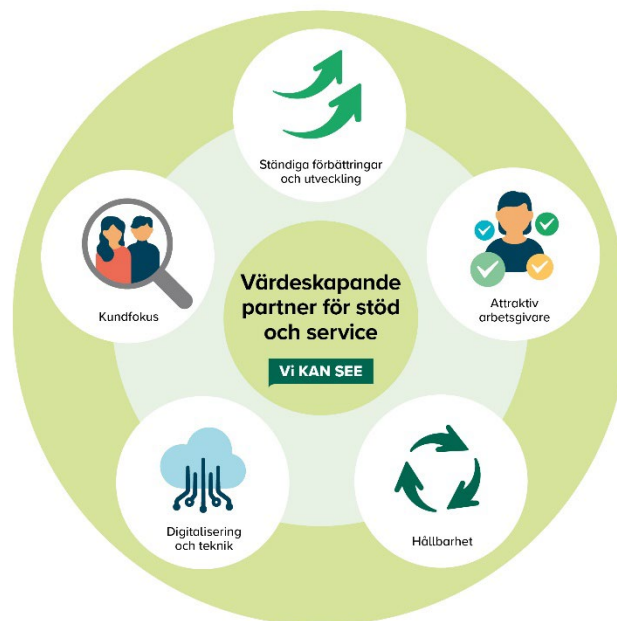 Ständiga förbättringar
och utveckling
Kundfokus
Attraktiv
arbetsgivare
Värdeskapande
partner för stöd
och service
Vi KAN SEE
Digitalisering
och teknik
Hållbarhet